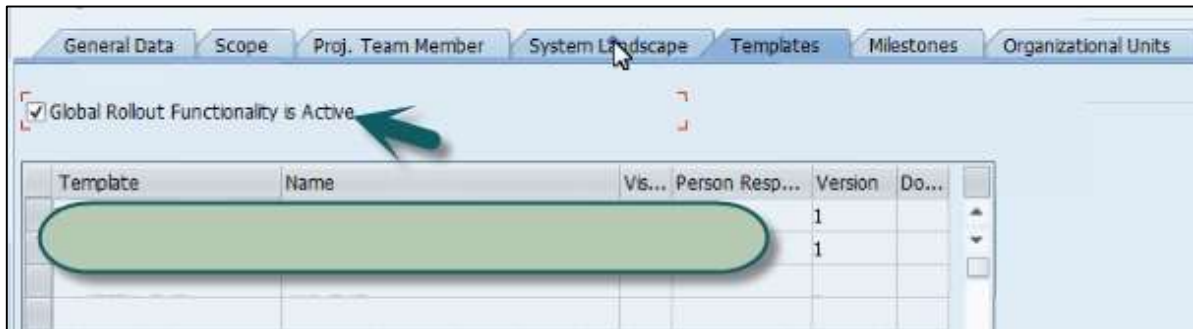 General Data Scope Proj. Team Member System Landscape Templates Milestones Organizational Units
Global Rollout Functionality is Active
Template Name Vis... Person Resp... Version Do...
1
1